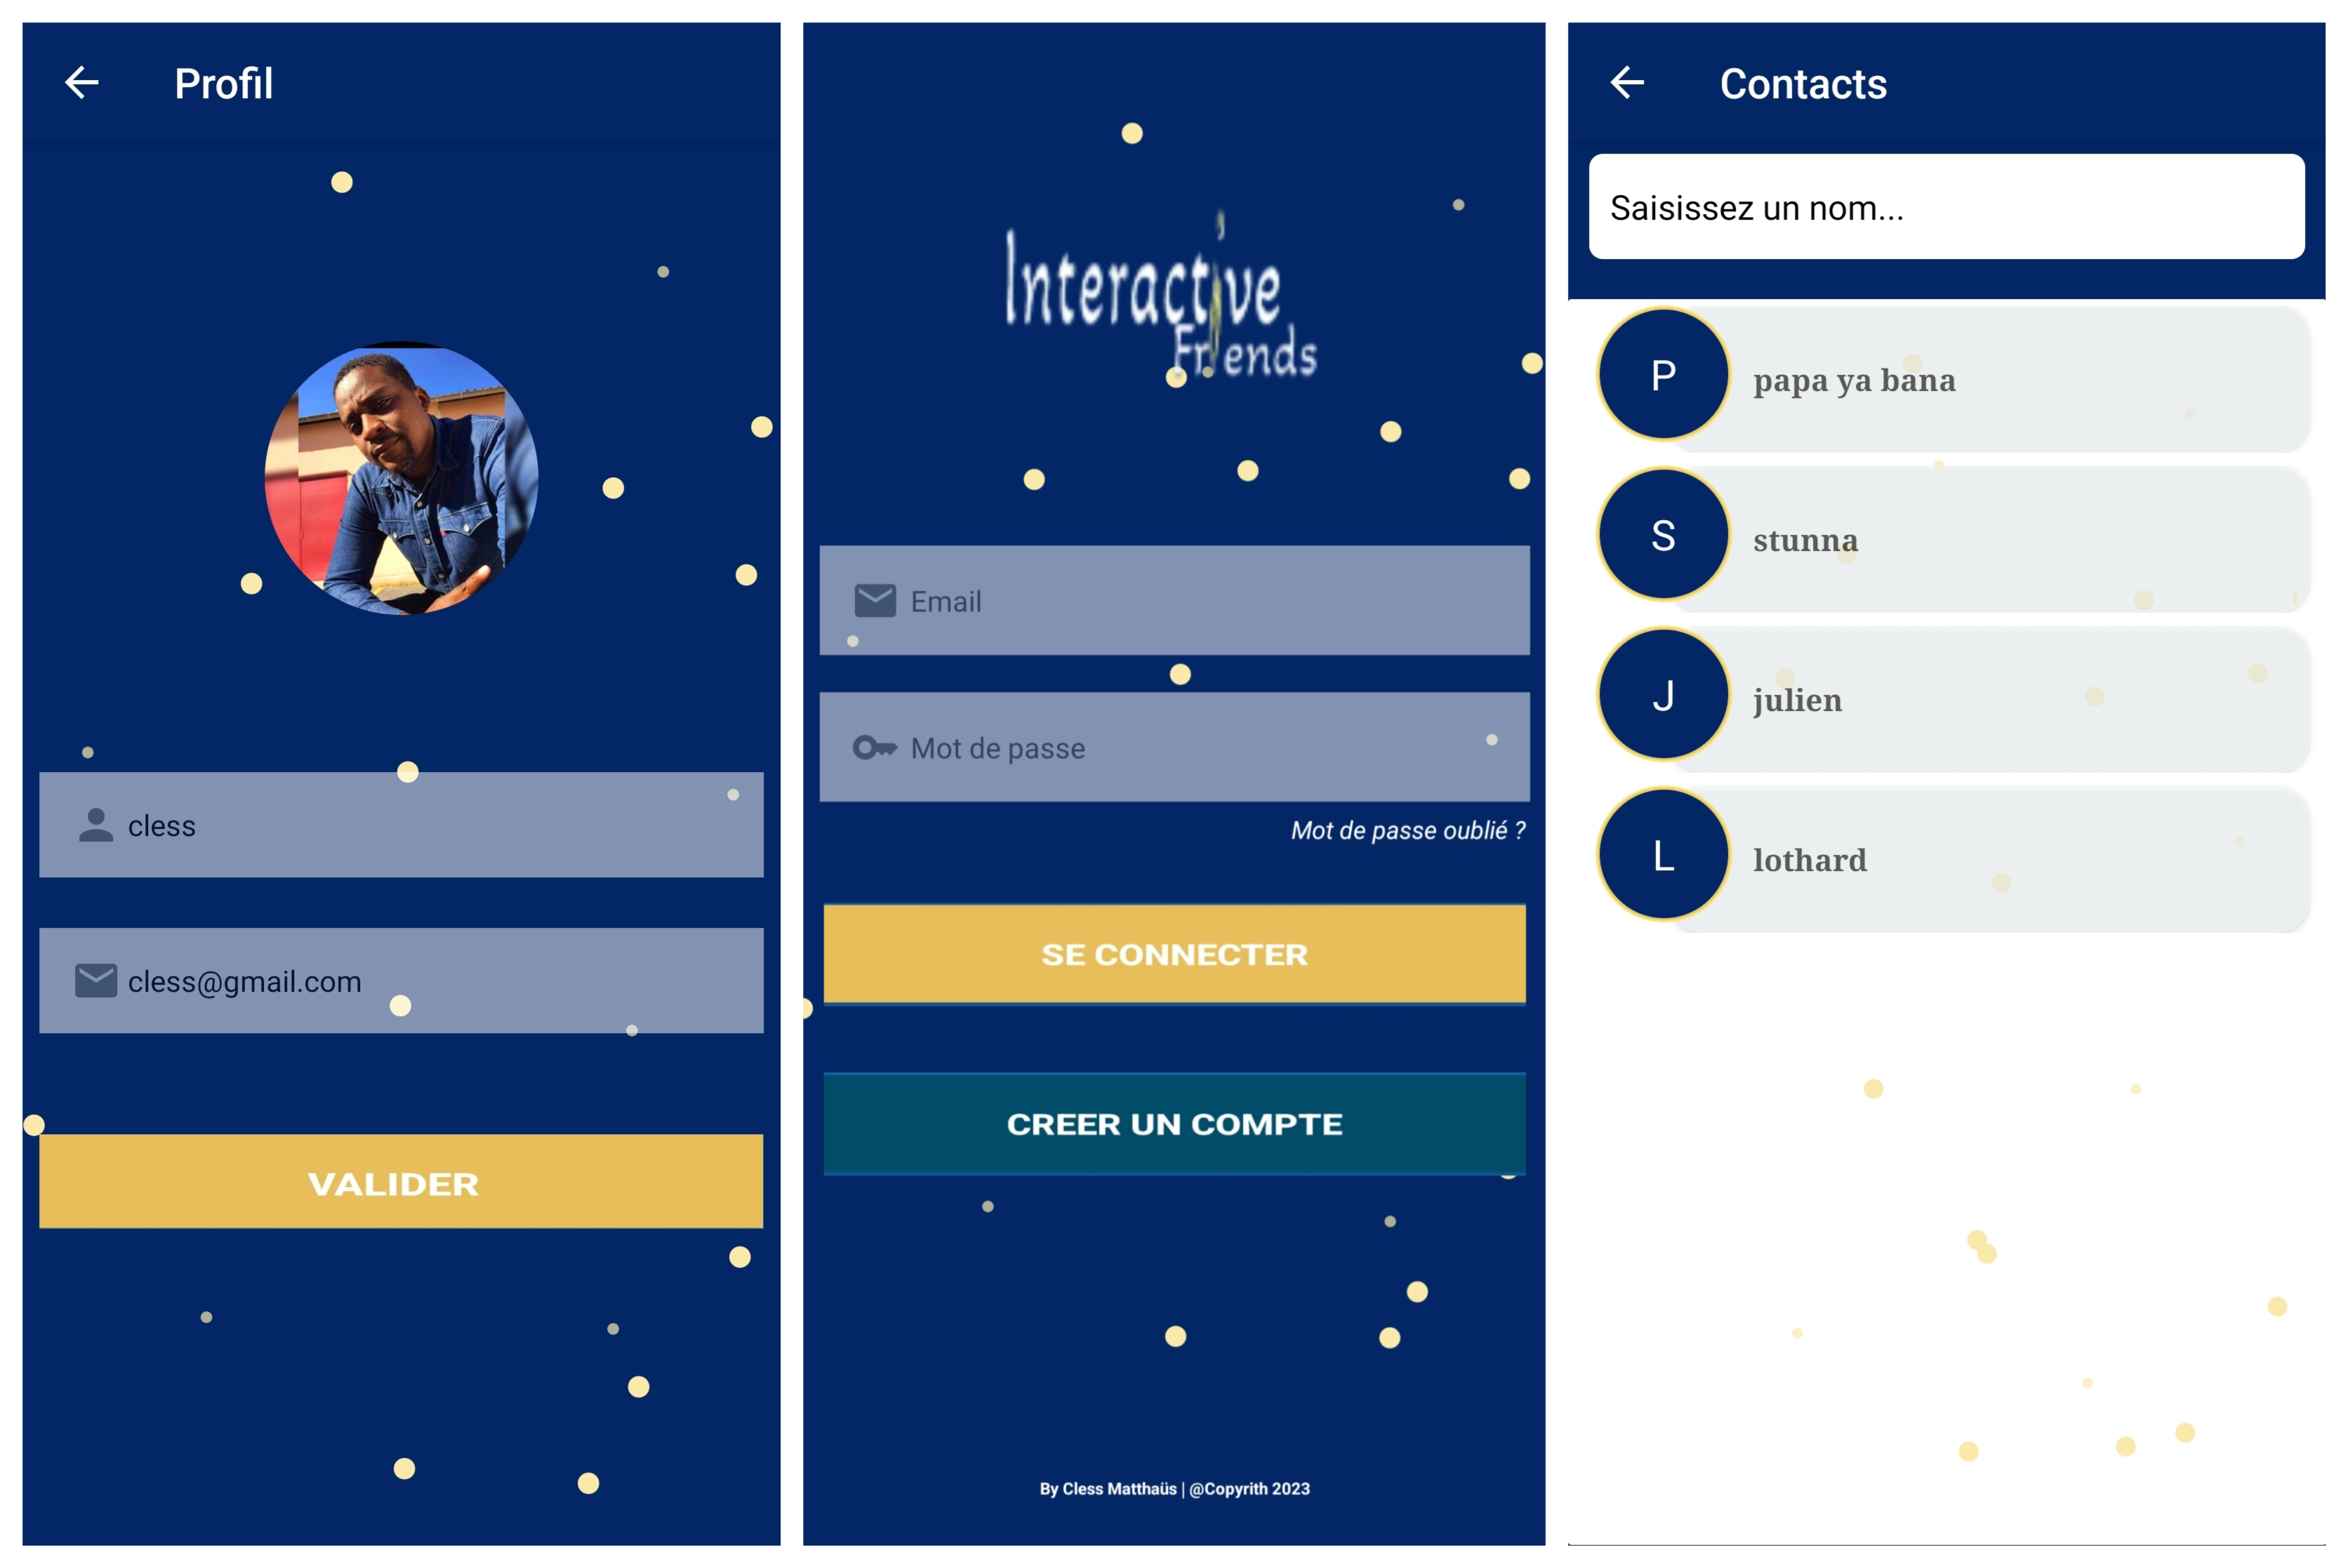 Profil
cless
cless@gmail.com
VALIDER
Interactive
Friends
Email
Mot de passe
Mot de passe oublié ?
SE CONNECTER
CREER UN COMPTE
By Cless Matthaüs | @Copyrith 2023
Contacts
Saisissez un nom...
P
papa ya bana
S
stunna
J
julien
L
lothard